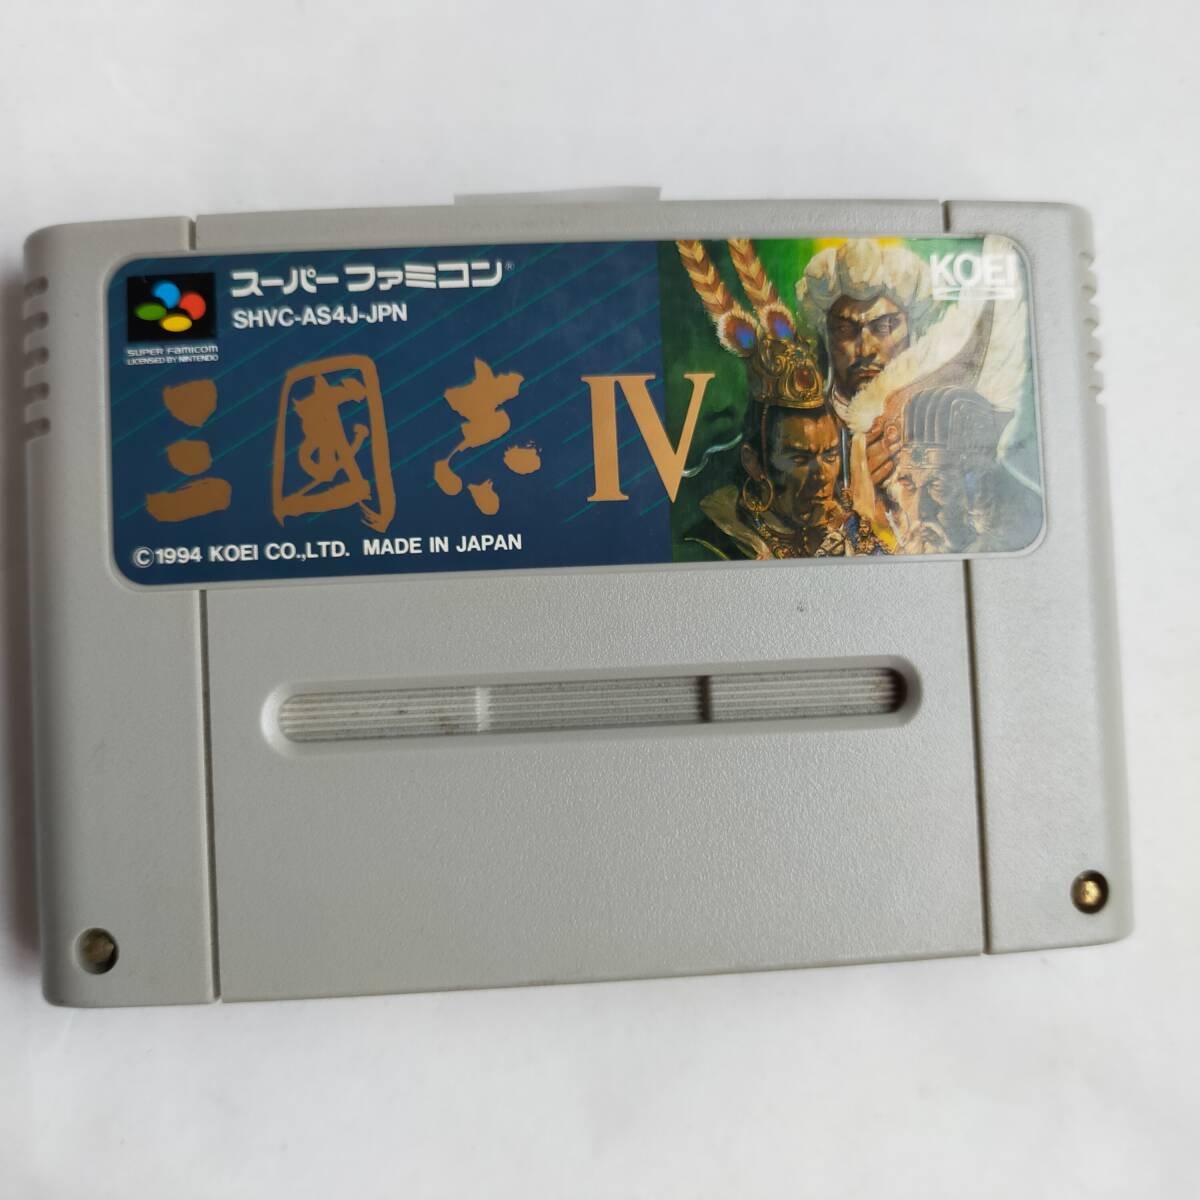 スーパーファミコン®
SHVC-AS4J-JPN
SUPER FAMICOM
LICENSED BY NINTENDO
KOEI
三國志 IV
©1994 KOEI CO.,LTD. MADE IN JAPAN